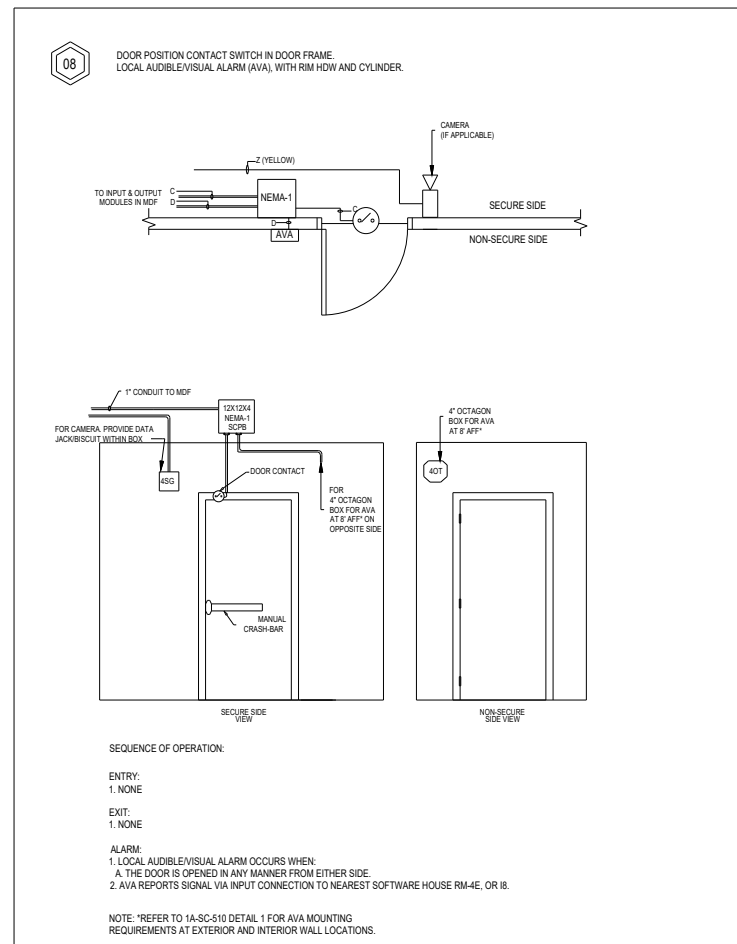 08
DOOR POSITION CONTACT SWITCH IN DOOR FRAME.
LOCAL AUDIBLE/VISUAL ALARM (AVA), WITH RIM HDW AND CYLINDER.
CAMERA
(IF APPLICABLE)
Z (YELLOW)
TO INPUT & OUTPUT
MODULES IN MDF
C
D
NEMA-1
C
D
AVA
SECURE SIDE
NON-SECURE SIDE
1" CONDUIT TO MDF
12X12X4
NEMA-1
SCPB
FOR CAMERA. PROVIDE DATA
JACK/BISCUIT WITHIN BOX
4SG
DOOR CONTACT
FOR
4" OCTAGON
BOX FOR AVA
AT 8' AFF* ON
OPPOSITE SIDE
MANUAL
CRASH-BAR
SECURE SIDE
VIEW
4" OCTAGON
BOX FOR AVA
AT 8' AFF*
4OT
NON-SECURE
SIDE VIEW
SEQUENCE OF OPERATION:
ENTRY:
1. NONE
EXIT:
1. NONE
ALARM:
1. LOCAL AUDIBLE/VISUAL ALARM OCCURS WHEN:
A. THE DOOR IS OPENED IN ANY MANNER FROM EITHER SIDE.
2. AVA REPORTS SIGNAL VIA INPUT CONNECTION TO NEAREST SOFTWARE HOUSE RM-4E, OR I8.
NOTE: *REFER TO 1A-SC-510 DETAIL 1 FOR AVA MOUNTING
REQUIREMENTS AT EXTERIOR AND INTERIOR WALL LOCATIONS.